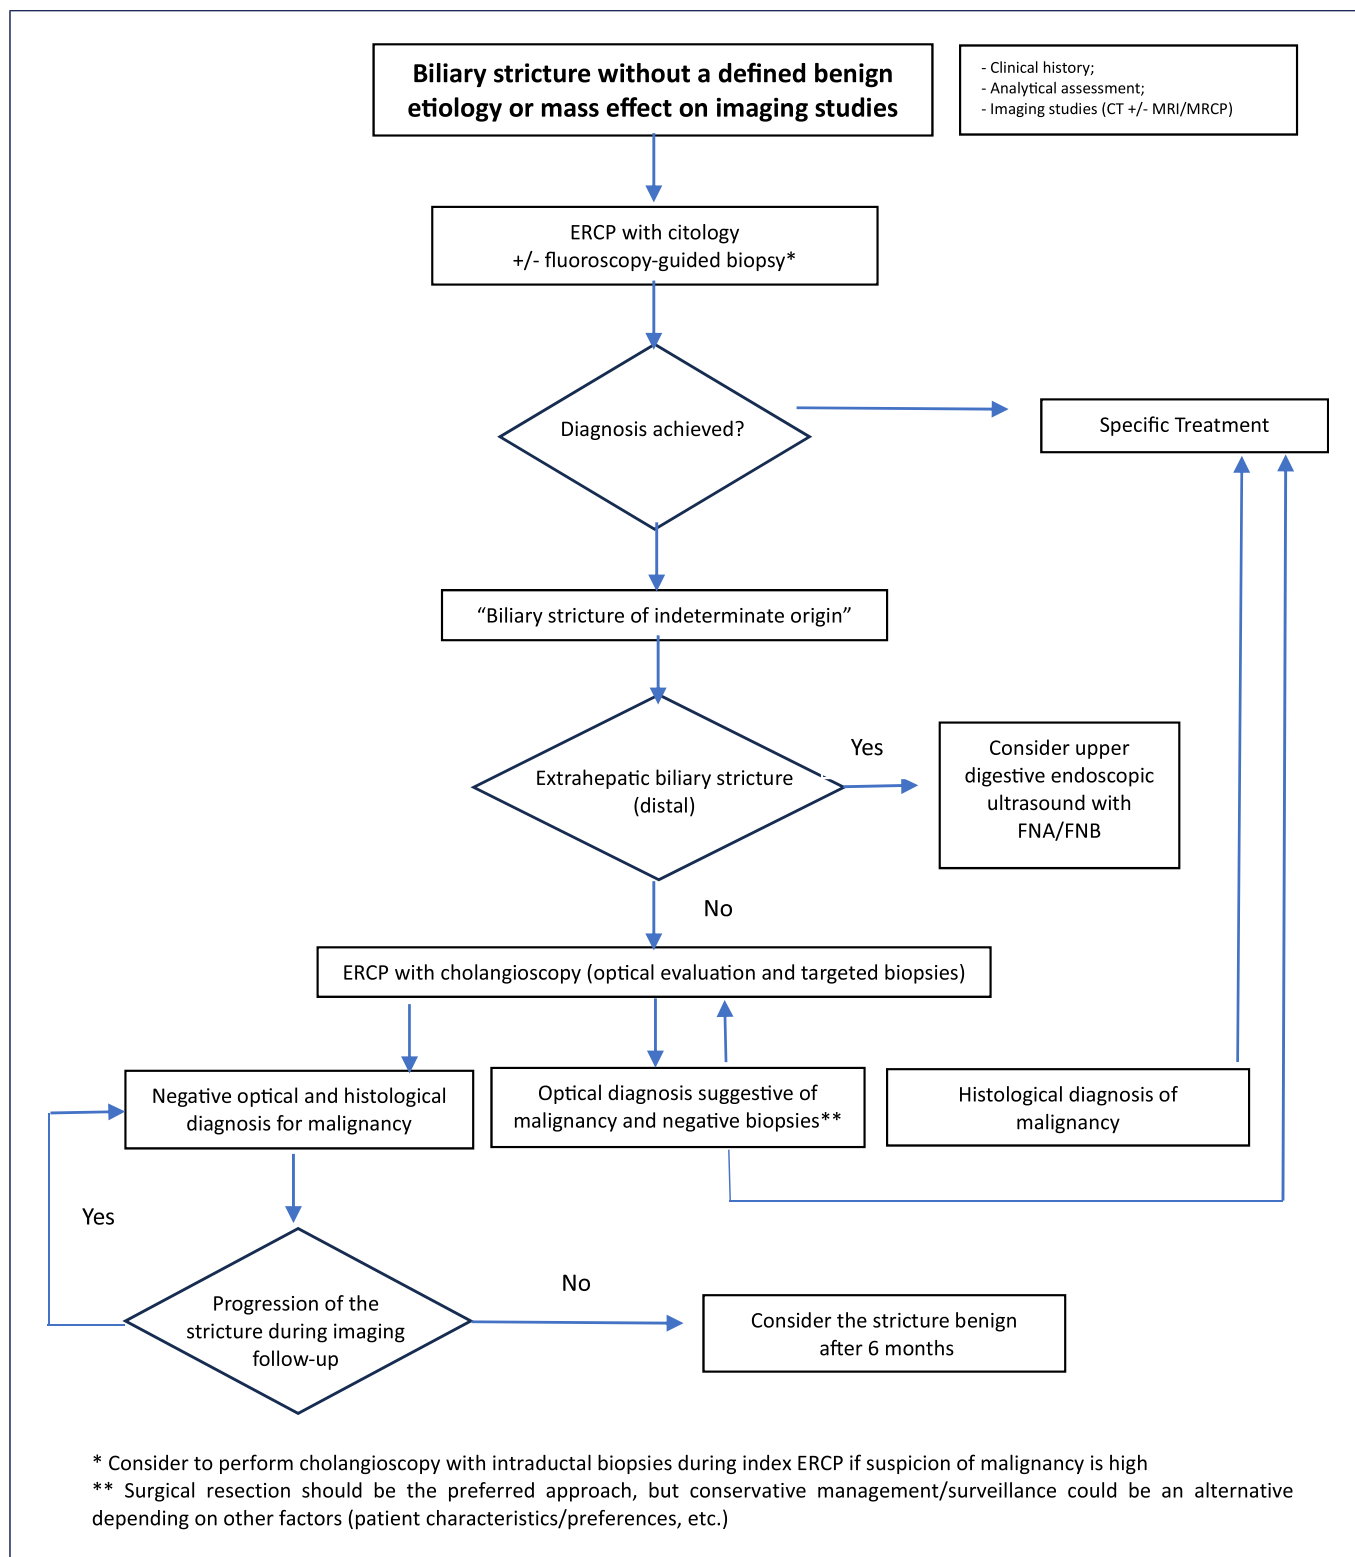 Biliary stricture without a defined benign
etiology or mass effect on imaging studies
- Clinical history;
- Analytical assessment;
- Imaging studies (CT +/- MRI/MRCP)
ERCP with citology
+/- fluoroscopy-guided biopsy*
Diagnosis achieved?
Specific Treatment
“Biliary stricture of indeterminate origin”
Extrahepatic biliary stricture
(distal)
Yes
Consider upper
digestive endoscopic
ultrasound with
FNA/FNB
No
ERCP with cholangioscopy (optical evaluation and targeted biopsies)
Negative optical and histological
diagnosis for malignancy
Optical diagnosis suggestive of
malignancy and negative biopsies**
Histological diagnosis of
malignancy
Yes
Progression of the
stricture during imaging
follow-up
No
Consider the stricture benign
after 6 months
* Consider to perform cholangioscopy with intraductal biopsies during index ERCP if suspicion of malignancy is high
** Surgical resection should be the preferred approach, but conservative management/surveillance could be an alternative
depending on other factors (patient characteristics/preferences, etc.)